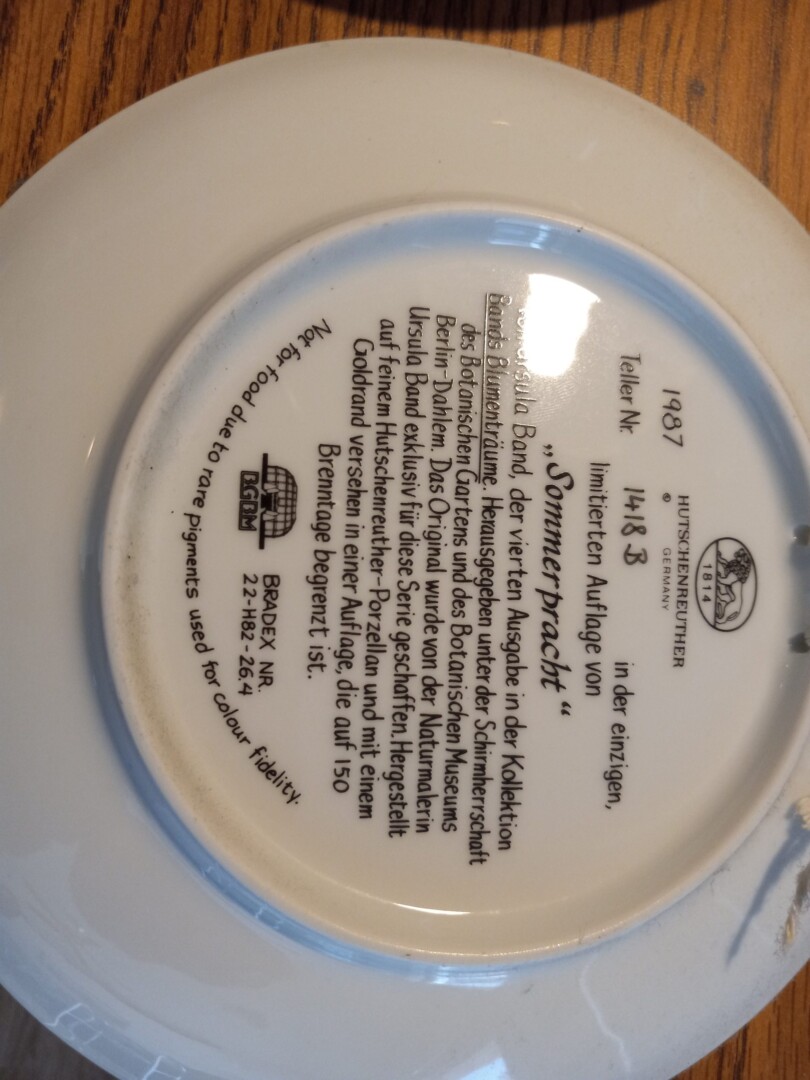 1814
HUTSCHENREUTHER
© GERMANY
1987
Teller Nr. 1418 B in der einzigen,
limitierten Auflage von
„Sommerpracht“
Ursula Band, der vierten Ausgabe in der Kollektion
Bands Blumenträume. Herausgegeben unter der Schirmherrschaft
des Botanischen Gartens und des Botanischen Museums
Berlin-Dahlem. Das Original wurde von der Naturmalerin
Ursula Band exklusiv für diese Serie geschaffen. Hergestellt
auf feinem Hutschenreuther-Porzellan und mit einem
Goldrand versehen in einer Auflage, die auf 150
Brenntage begrenzt ist.
BGBM
BRADEX NR.
22-H82-26.4
Not for food due to rare pigments used for colour fidelity.